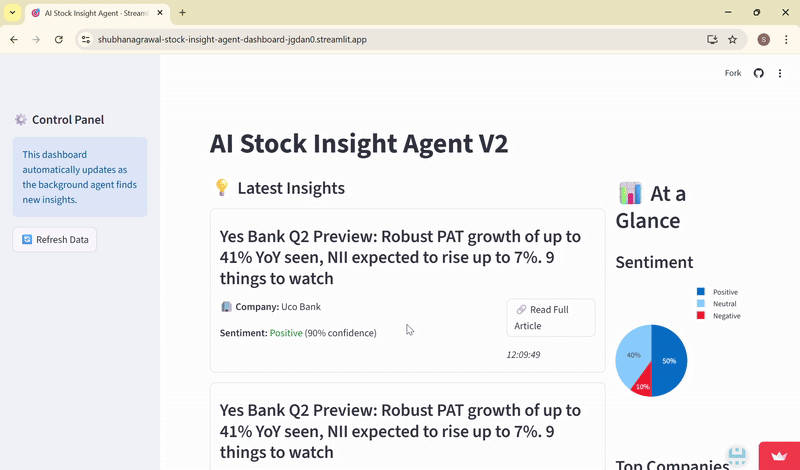 AI Stock Insight Agent - Streaml
shubhanagrawal-stock-insight-agent-dashboard-jgdan0.streamlit.app
S
Fork
Control Panel
This dashboard
automatically updates as
the background agent finds
new insights.
Refresh Data
AI Stock Insight Agent V2
Latest Insights
Yes Bank Q2 Preview: Robust PAT growth of up to
41% YoY seen, NII expected to rise up to 7%. 9
things to watch
Company: Uco Bank
Sentiment: Positive (90% confidence)
Read Full
Article
12:09:49
Yes Bank Q2 Preview: Robust PAT growth of up to
41% YoY seen, NII expected to rise up to 7%. 9
things to watch
At a
Glance
Sentiment
Positive
Neutral
Negative
40%
50%
10%
Top Companies